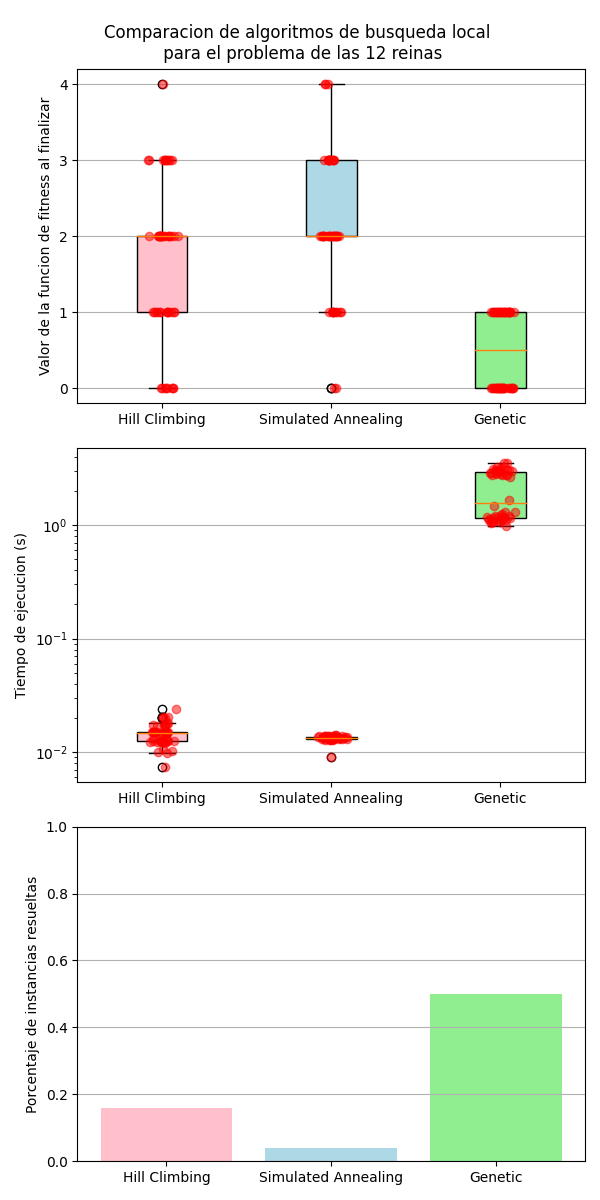 Comparacion de algoritmos de busqueda local
para el problema de las 12 reinas
Valor de la funcion de fitness al finalizar
4
3
2
1
0
Hill Climbing Simulated Annealing Genetic
Tiempo de ejecucion (s)
10⁰
10⁻¹
10⁻²
Hill Climbing Simulated Annealing Genetic
Porcentaje de instancias resueltas
1.0
0.8
0.6
0.4
0.2
0.0
Hill Climbing Simulated Annealing Genetic